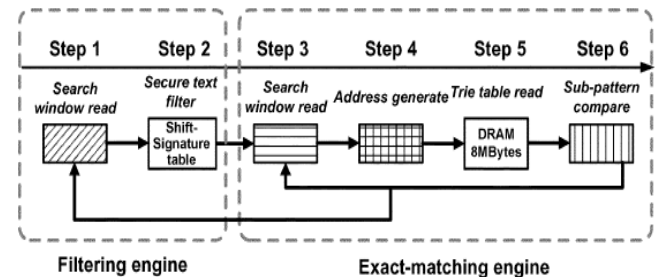 Step 1 Step 2 Step 3 Step 4 Step 5 Step 6
Search
window read
Secure text
filter
Search
window read
Address generate
Trie table read
Sub-pattern
compare
Shift-
Signature
table
DRAM
8MBytes
Filtering engine
Exact-matching engine